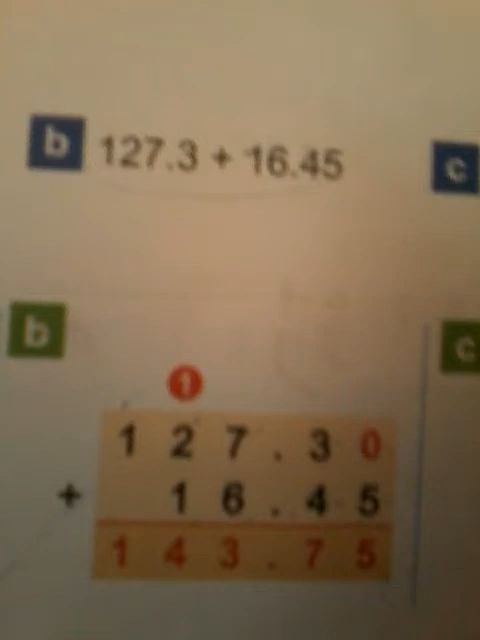 b 127.3 + 16.45 c
b c
1
1 2 7 . 3 0
+ 1 6 . 4 5
1 4 3 . 7 5